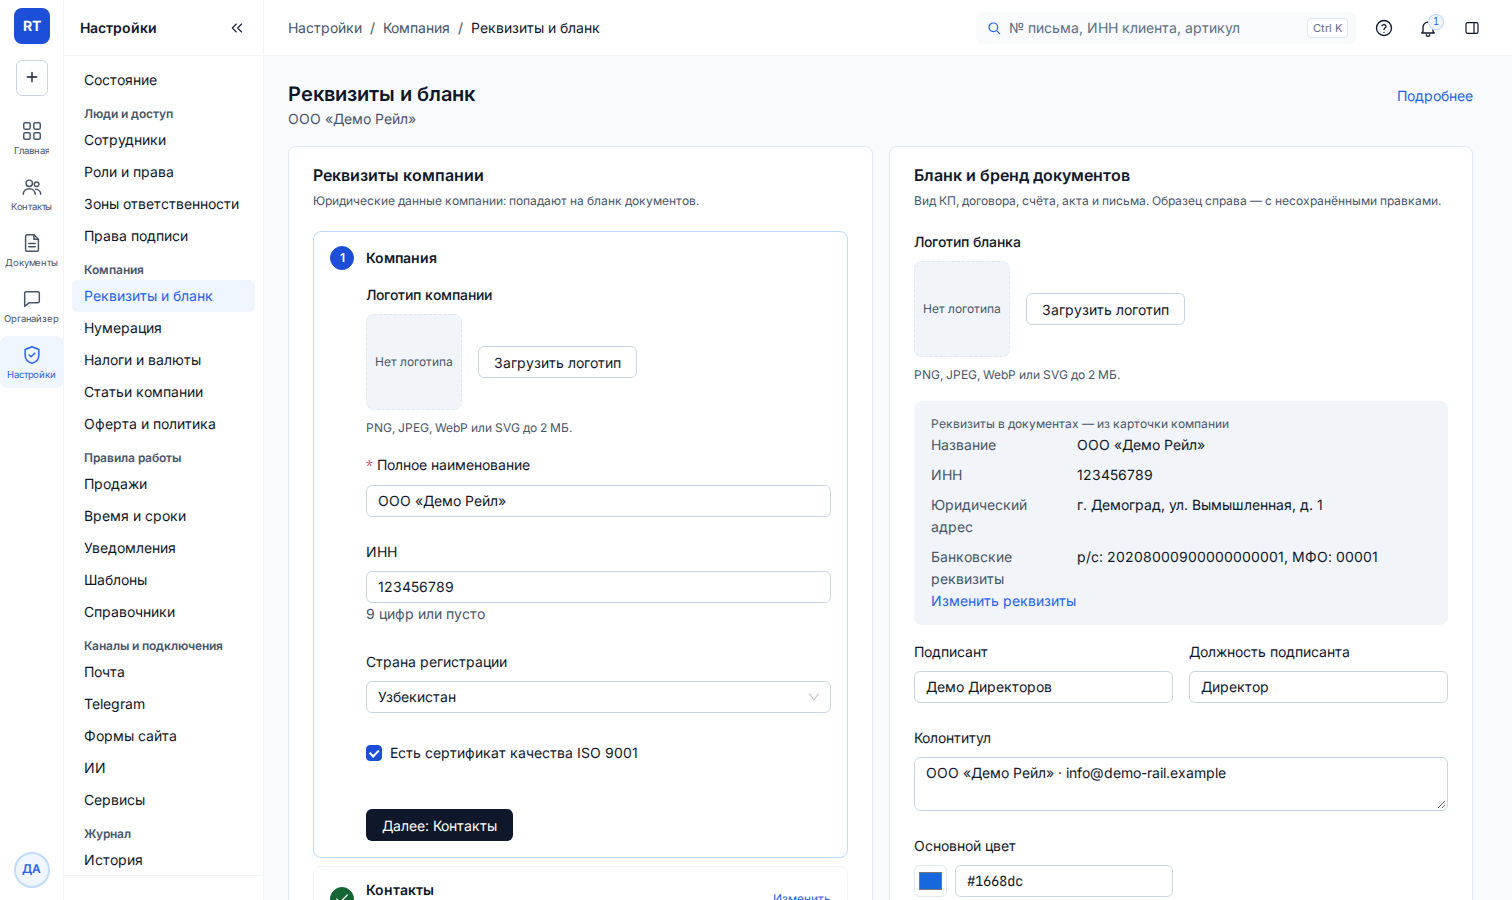 RT
Главная
Контакты
Документы
Органайзер
Настройки
ДА
Настройки
Состояние
Люди и доступ
Сотрудники
Роли и права
Зоны ответственности
Права подписи
Компания
Реквизиты и бланк
Нумерация
Налоги и валюты
Статьи компании
Оферта и политика
Правила работы
Продажи
Время и сроки
Уведомления
Шаблоны
Справочники
Каналы и подключения
Почта
Telegram
Формы сайта
ИИ
Сервисы
Журнал
История
Настройки / Компания / Реквизиты и бланк
№ письма, ИНН клиента, артикул Ctrl K
1
Реквизиты и бланк
ООО «Демо Рейл»
Подробнее
Реквизиты компании
Юридические данные компании: попадают на бланк документов.
1 Компания
Логотип компании
Нет логотипа
Загрузить логотип
PNG, JPEG, WebP или SVG до 2 МБ.
* Полное наименование
ООО «Демо Рейл»
ИНН
123456789
9 цифр или пусто
Страна регистрации
Узбекистан
Есть сертификат качества ISO 9001
Далее: Контакты
Контакты
Изменить
Бланк и бренд документов
Вид КП, договора, счёта, акта и письма. Образец справа — с несохранёнными правками.
Логотип бланка
Нет логотипа
Загрузить логотип
PNG, JPEG, WebP или SVG до 2 МБ.
Реквизиты в документах — из карточки компании
Название ООО «Демо Рейл»
ИНН 123456789
Юридический адрес г. Демоград, ул. Вымышленная, д. 1
Банковские реквизиты р/с: 20208000900000000001, МФО: 00001
Изменить реквизиты
Подписант
Демо Директоров
Должность подписанта
Директор
Колонтитул
ООО «Демо Рейл» · info@demo-rail.example
Основной цвет
#1668dc